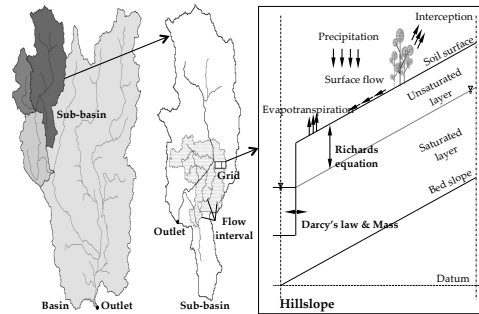 Sub-basin
Basin
Outlet
Grid
Flow
interval
Outlet
Sub-basin
Interception
Precipitation
Soil surface
Surface flow
Unsaturated
layer
Evapotranspiration
Richards
equation
Saturated
layer
Bed slope
Darcy's law & Mass
Datum
Hillslope